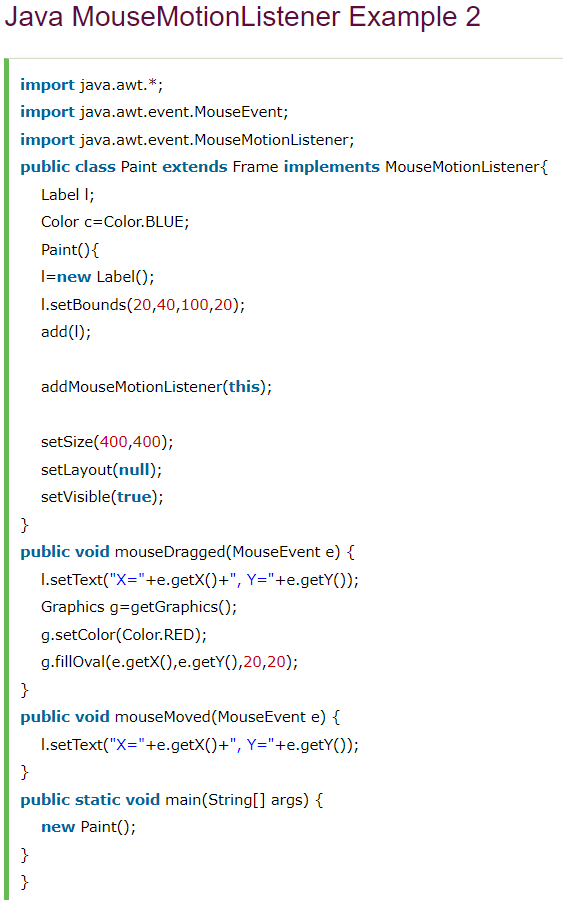 Java MouseMotionListener Example 2
import java.awt.*;
import java.awt.event.MouseEvent;
import java.awt.event.MouseMotionListener;
public class Paint extends Frame implements MouseMotionListener{
Label l;
Color c=Color.BLUE;
Paint(){
l=new Label();
l.setBounds(20,40,100,20);
add(l);
addMouseMotionListener(this);
setSize(400,400);
setLayout(null);
setVisible(true);
}
public void mouseDragged(MouseEvent e) {
l.setText("X="+e.getX()+", Y="+e.getY());
Graphics g=getGraphics();
g.setColor(Color.RED);
g.fillOval(e.getX(),e.getY(),20,20);
}
public void mouseMoved(MouseEvent e) {
l.setText("X="+e.getX()+", Y="+e.getY());
}
public static void main(String[] args) {
new Paint();
}
}